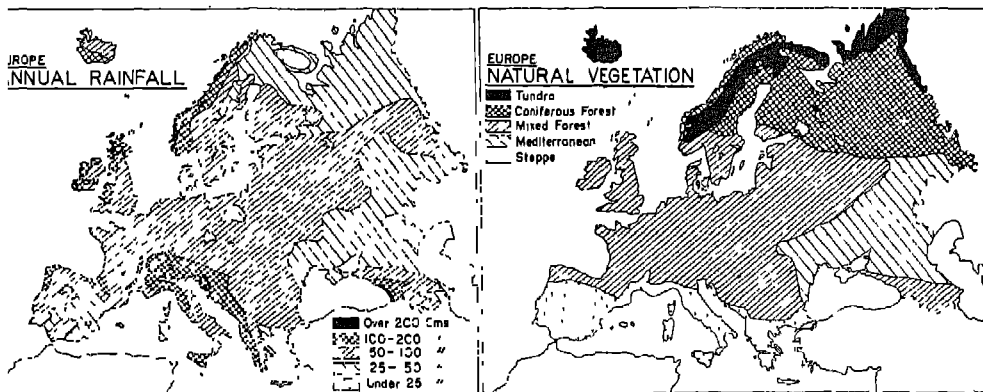 UROPE
NNUAL RAINFALL
Over 200 Cms
100-200 "
50-100 "
25-50 "
Under 25 "
EUROPE
NATURAL VEGETATION
Tundra
Coniferous Forest
Mixed Forest
Mediterranean
Steppe